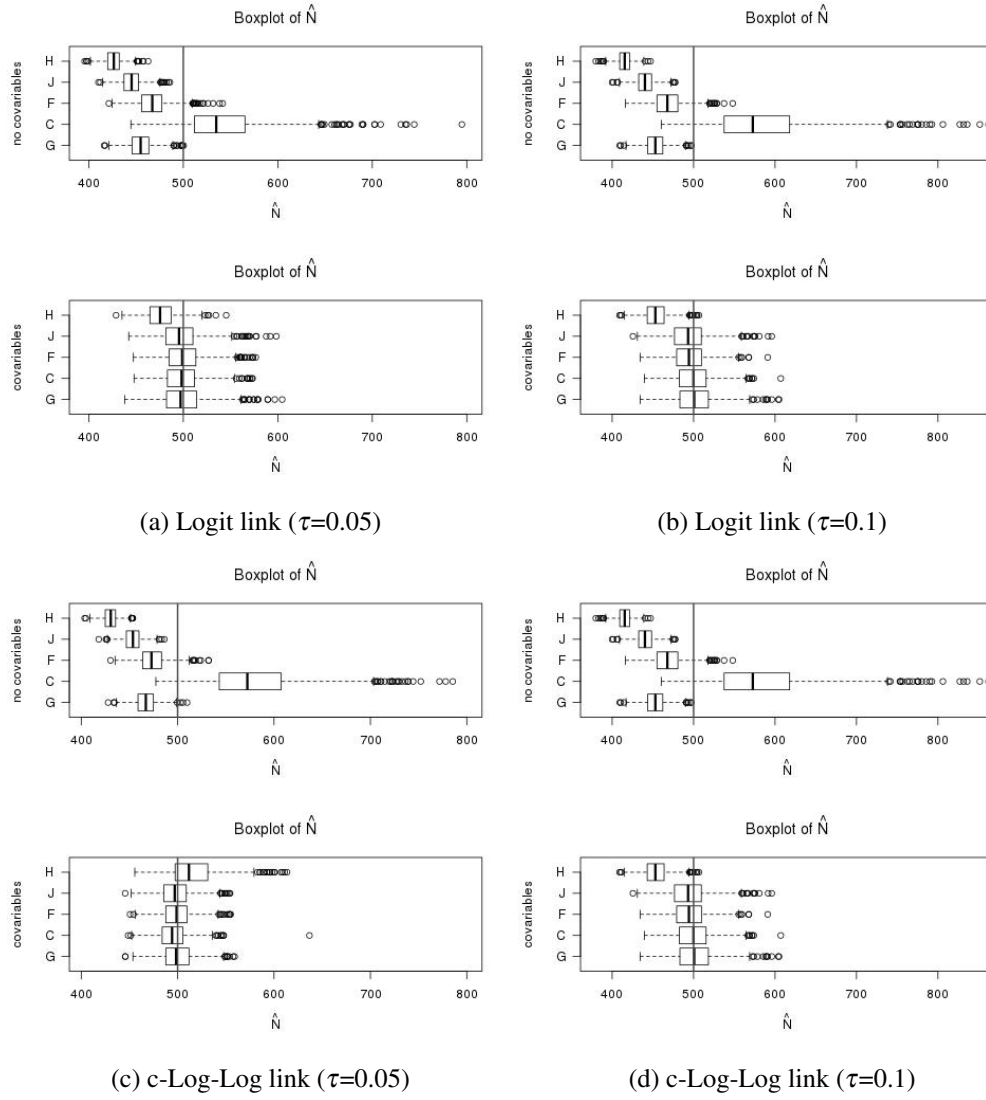 Boxplot of N̂
no covariables
H
J
F
C
G
400 500 600 700 800
N̂
Boxplot of N̂
covariables
H
J
F
C
G
400 500 600 700 800
N̂
(a) Logit link (τ=0.05)
Boxplot of N̂
no covariables
H
J
F
C
G
400 500 600 700 800
N̂
Boxplot of N̂
covariables
H
J
F
C
G
400 500 600 700 800
N̂
(b) Logit link (τ=0.1)
Boxplot of N̂
no covariables
H
J
F
C
G
400 500 600 700 800
N̂
Boxplot of N̂
covariables
H
J
F
C
G
400 500 600 700 800
N̂
(c) c-Log-Log link (τ=0.05)
Boxplot of N̂
no covariables
H
J
F
C
G
400 500 600 700 800
N̂
Boxplot of N̂
covariables
H
J
F
C
G
400 500 600 700 800
N̂
(d) c-Log-Log link (τ=0.1)